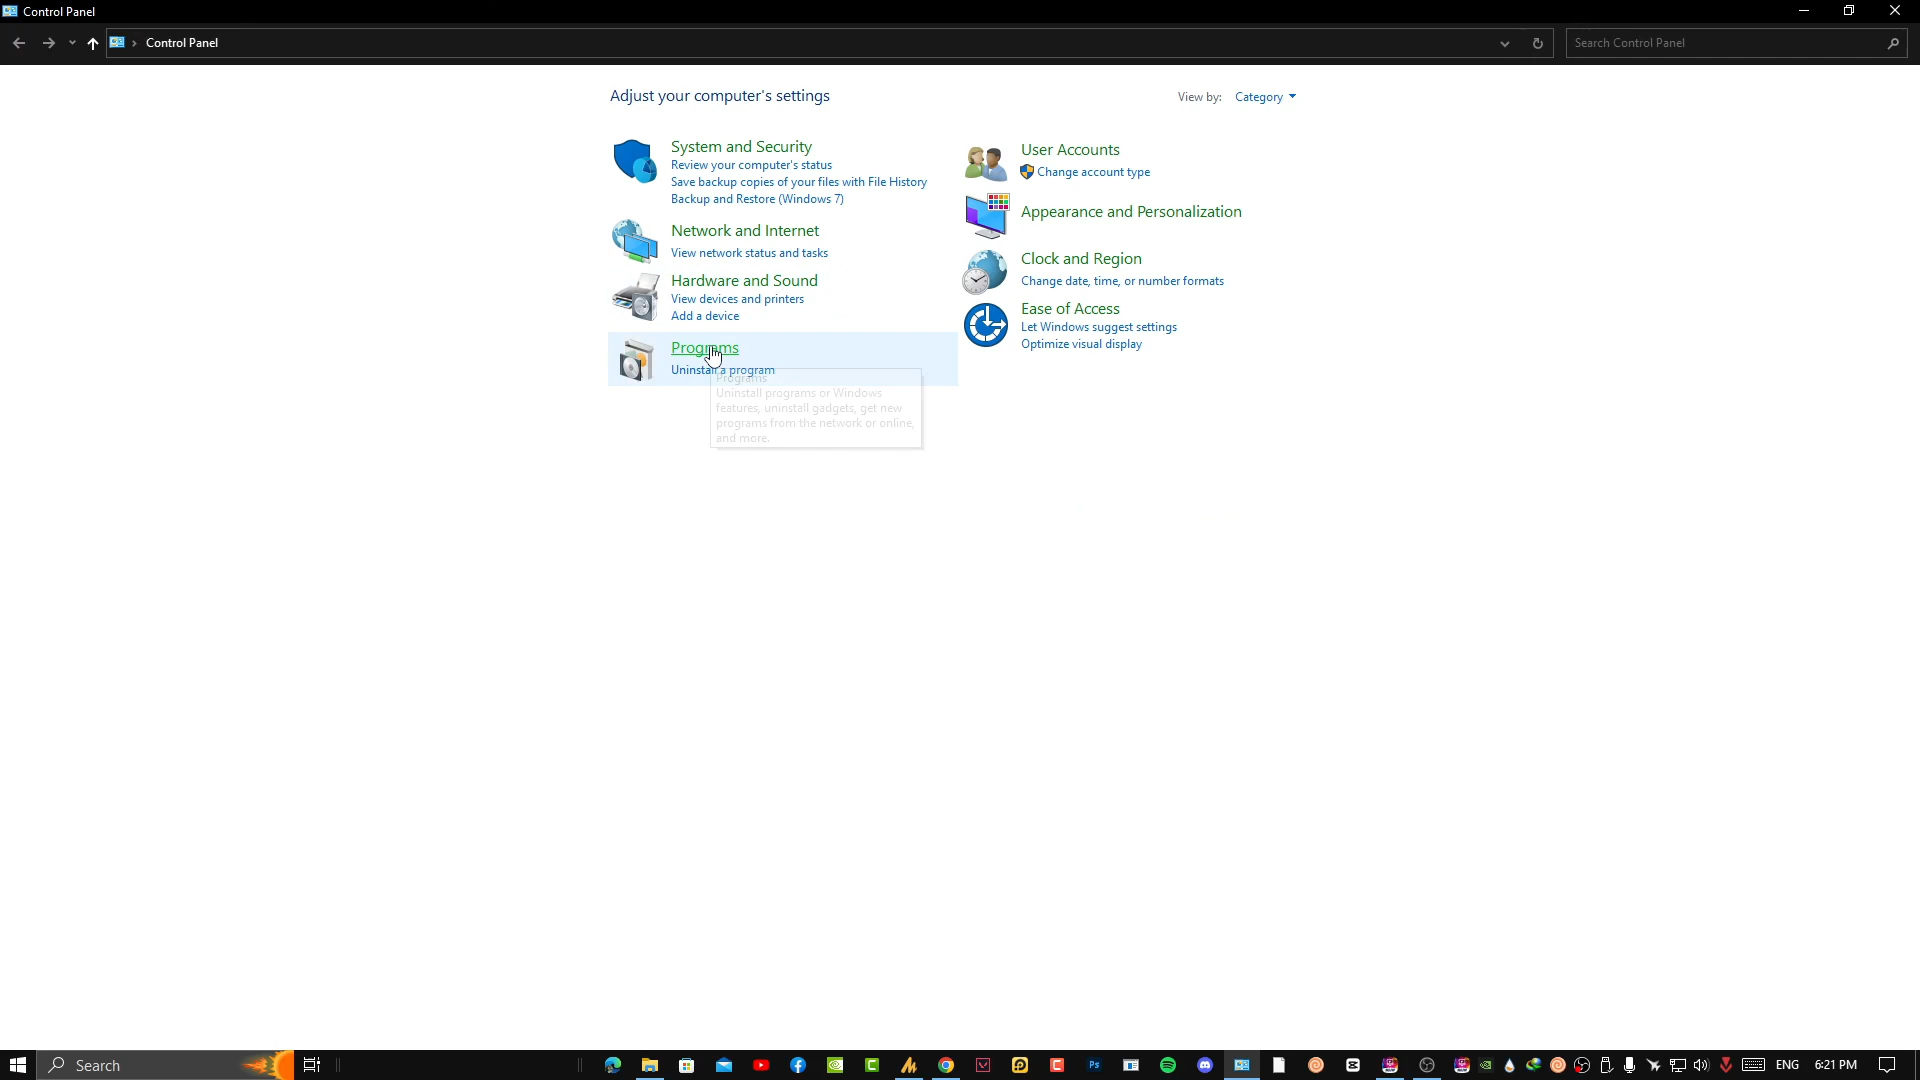 Control Panel
Control Panel
Search Control Panel
Adjust your computer's settings
View by: Category
System and Security
Review your computer's status
Save backup copies of your files with File History
Backup and Restore (Windows 7)
Network and Internet
View network status and tasks
Hardware and Sound
View devices and printers
Add a device
Programs
Uninstall a program
Programs
Uninstall programs or Windows
features, uninstall gadgets, get new
programs from the network or online,
and more.
User Accounts
Change account type
Appearance and Personalization
Clock and Region
Change date, time, or number formats
Ease of Access
Let Windows suggest settings
Optimize visual display
Search
Ps
ENG
6:21 PM